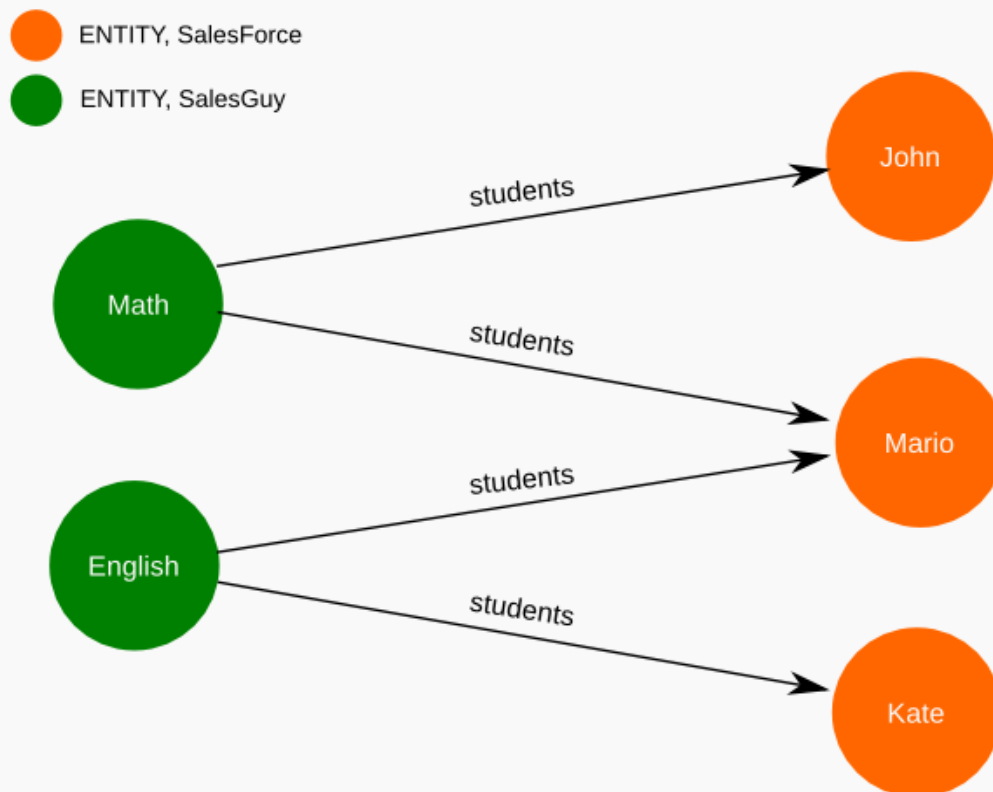 ENTITY, SalesForce
ENTITY, SalesGuy
John
students
Math
students
Mario
students
English
students
Kate